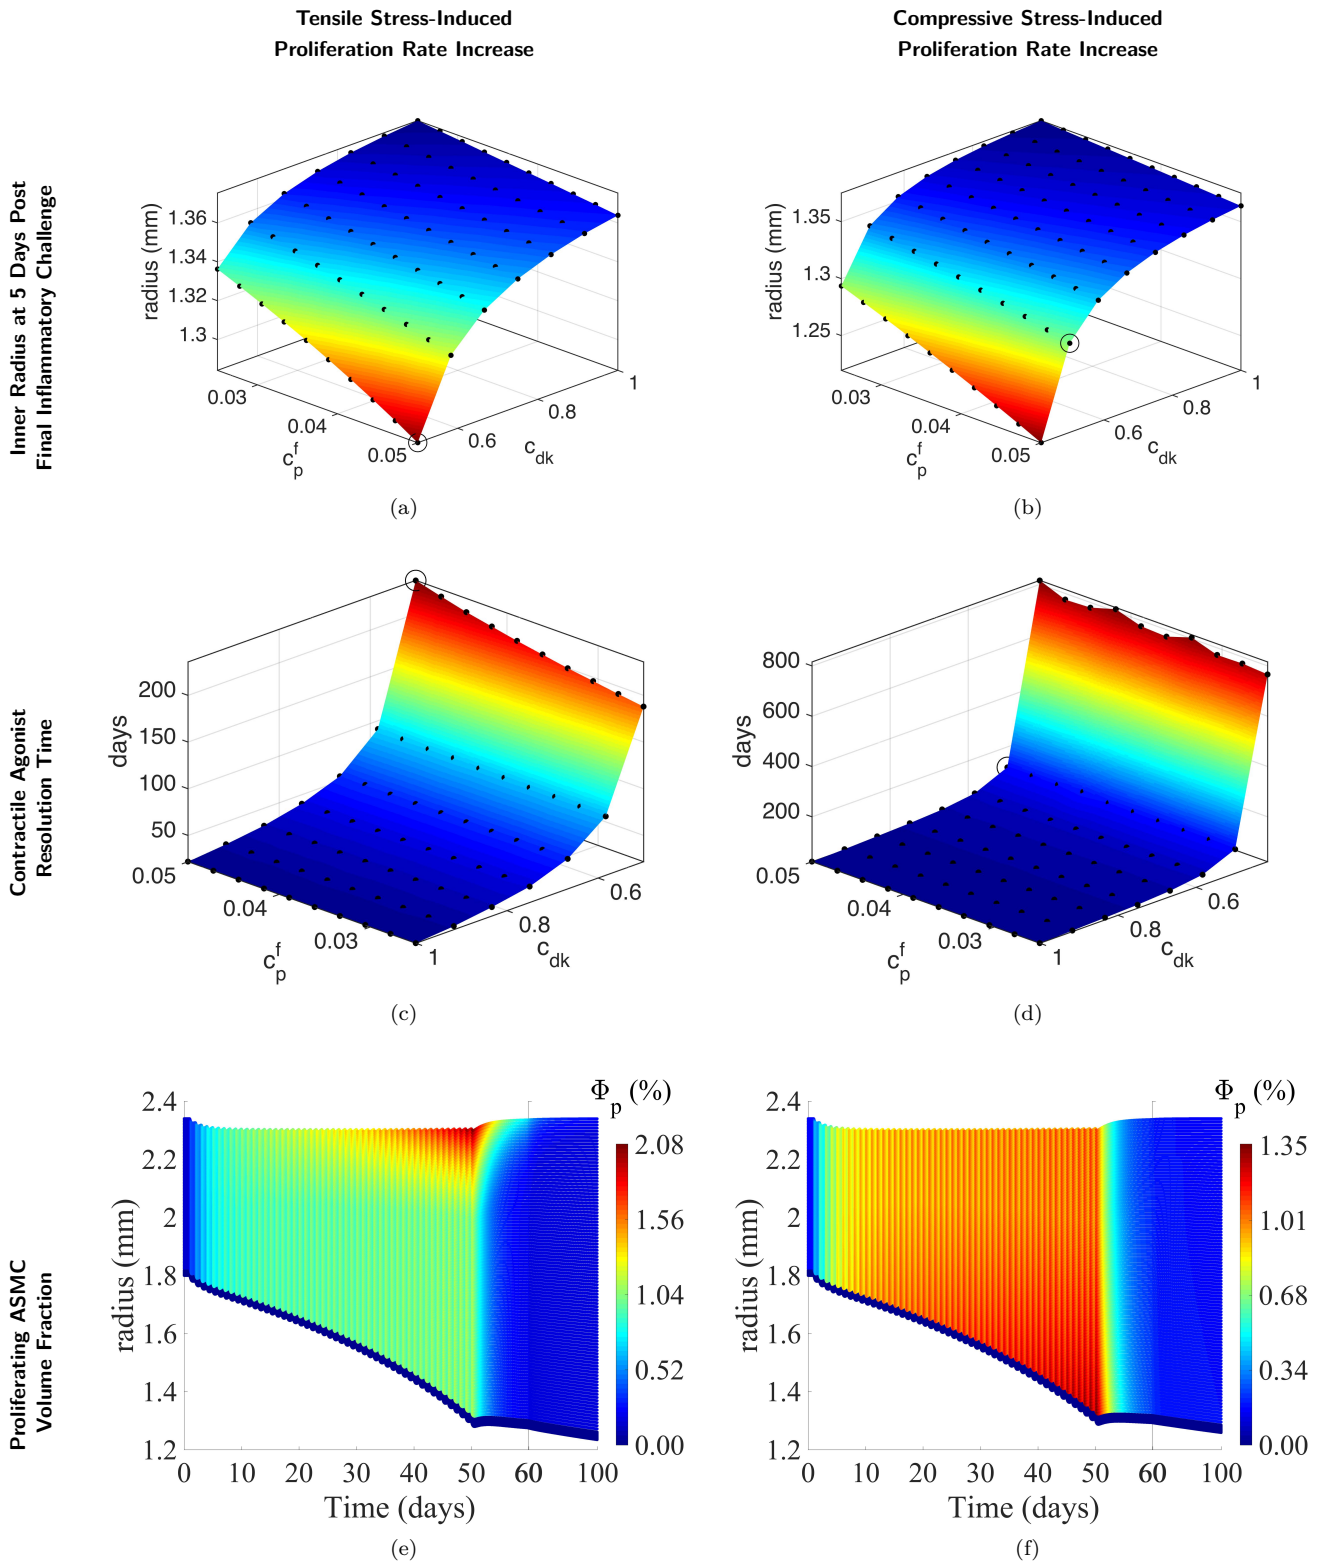 Tensile Stress-Induced
Proliferation Rate Increase
Compressive Stress-Induced
Proliferation Rate Increase
Inner Radius at 5 Days Post
Final Inflammatory Challenge
radius (mm)
1.36
1.34
1.32
1.3
0.03
0.04
0.05
c_p^f
0.6
0.8
1
c_dk
(a)
radius (mm)
1.35
1.3
1.25
0.03
0.04
0.05
c_p^f
0.6
0.8
1
c_dk
(b)
Contractile Agonist
Resolution Time
days
200
150
100
50
0.05
0.04
0.03
c_p^f
1
0.8
0.6
c_dk
(c)
days
800
600
400
200
0.05
0.04
0.03
c_p^f
1
0.8
0.6
c_dk
(d)
Proliferating ASMC
Volume Fraction
radius (mm)
2.4
2.2
2
1.8
1.6
1.4
1.2
0 10 20 30 40 50 60 100
Time (days)
Φ_p (%)
2.08
1.56
1.04
0.52
0.00
(e)
radius (mm)
2.4
2.2
2
1.8
1.6
1.4
1.2
0 10 20 30 40 50 60 100
Time (days)
Φ_p (%)
1.35
1.01
0.68
0.34
0.00
(f)